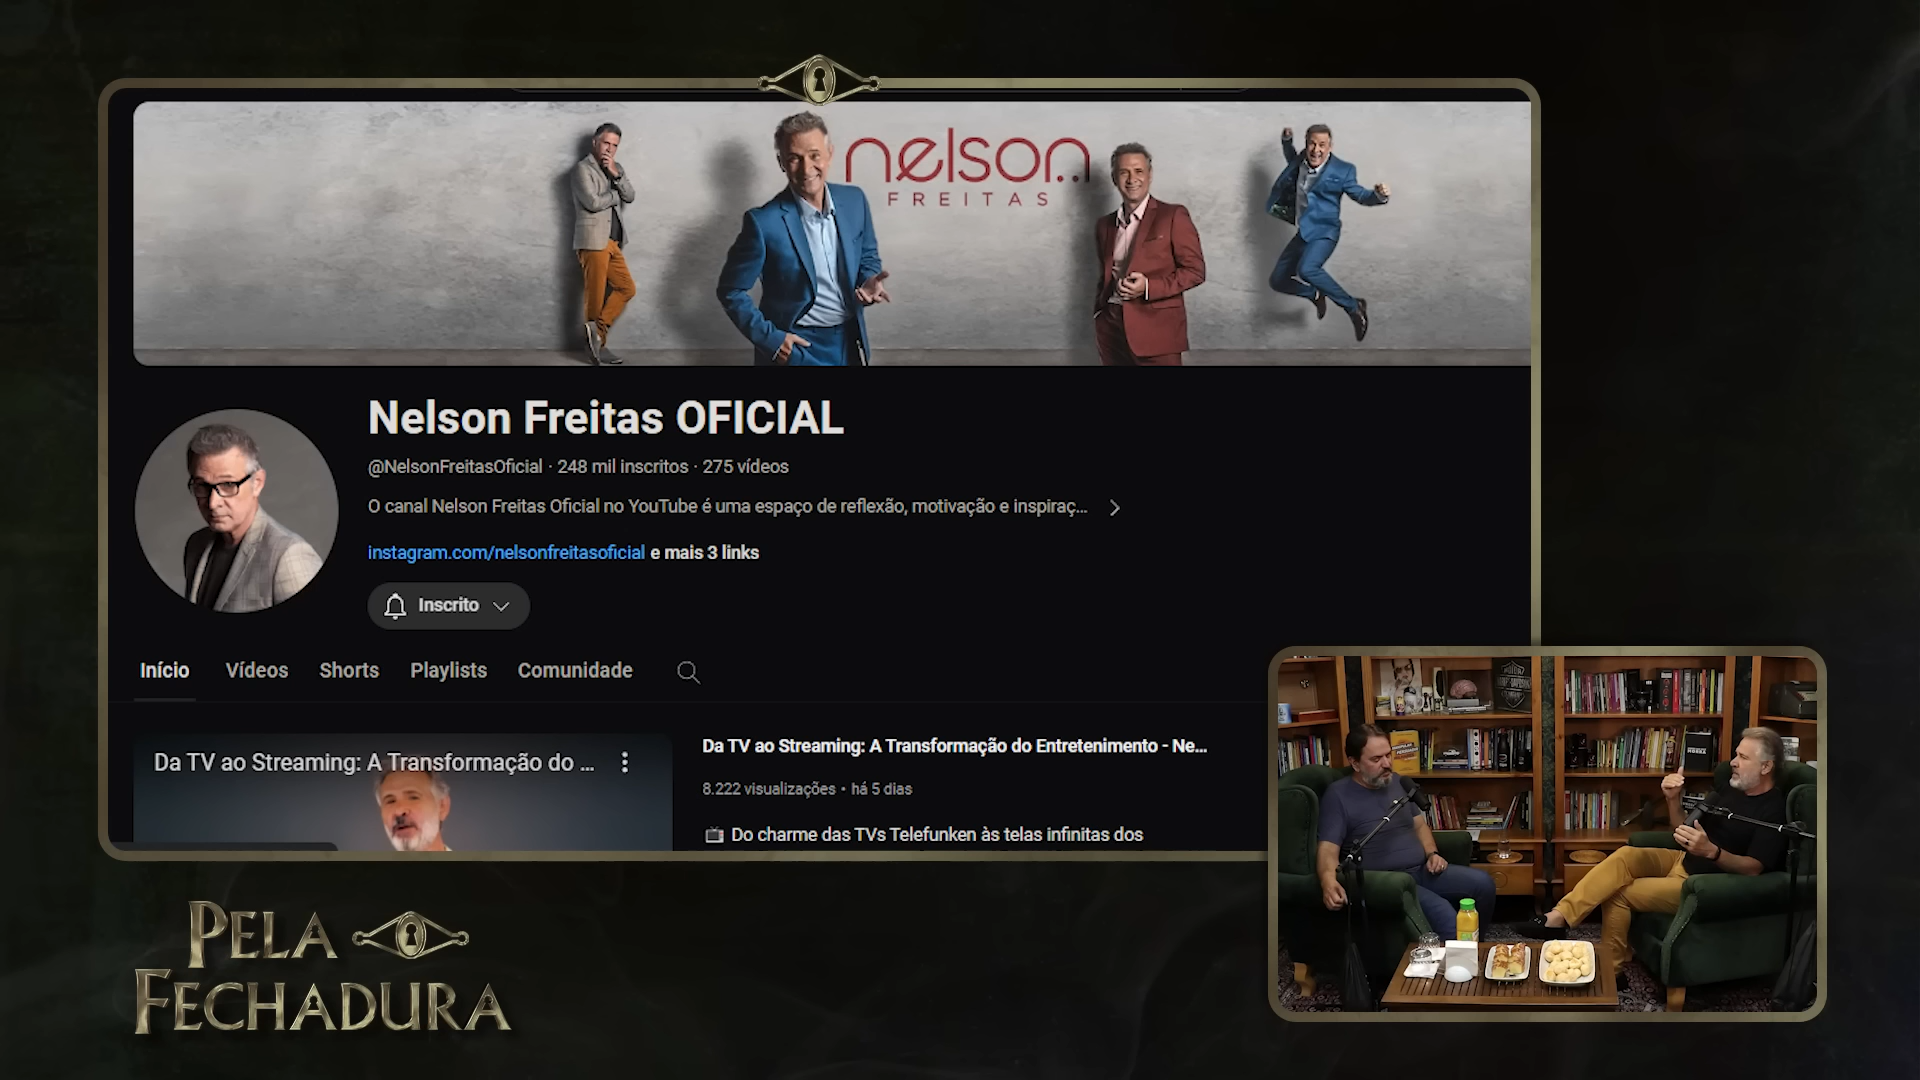 nelson
FREITAS
Nelson Freitas OFICIAL
@NelsonFreitasOficial · 248 mil inscritos · 275 vídeos
O canal Nelson Freitas Oficial no YouTube é uma espaço de reflexão, motivação e inspiraç...
instagram.com/nelsonfreitasoficial e mais 3 links
Inscrito
Início Vídeos Shorts Playlists Comunidade
Da TV ao Streaming: A Transformação do ...
Da TV ao Streaming: A Transformação do Entretenimento - Ne...
8.222 visualizações • há 5 dias
Do charme das TVs Telefunken às telas infinitas dos
PELA
FECHADURA